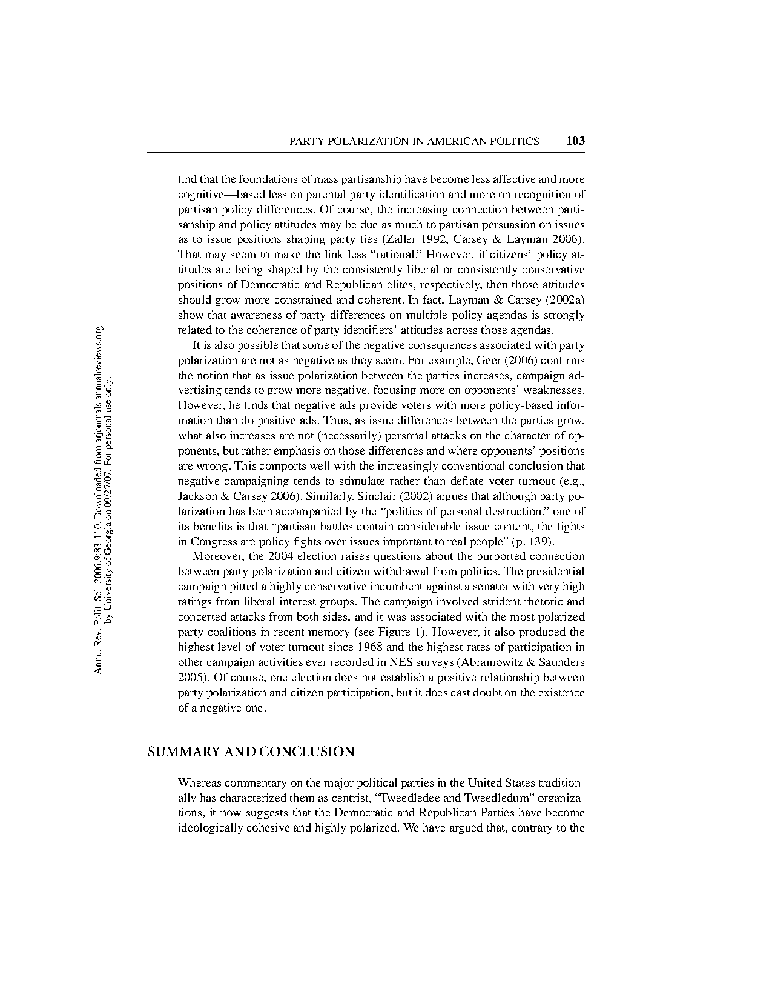 PARTY POLARIZATION IN AMERICAN POLITICS 103
find that the foundations of mass partisanship have become less affective and more
cognitive—based less on parental party identification and more on recognition of
partisan policy differences. Of course, the increasing connection between parti-
sanship and policy attitudes may be due as much to partisan persuasion on issues
as to issue positions shaping party ties (Zaller 1992, Carsey & Layman 2006).
That may seem to make the link less “rational.” However, if citizens’ policy at-
titudes are being shaped by the consistently liberal or consistently conservative
positions of Democratic and Republican elites, respectively, then those attitudes
should grow more constrained and coherent. In fact, Layman & Carsey (2002a)
show that awareness of party differences on multiple policy agendas is strongly
related to the coherence of party identifiers’ attitudes across those agendas.
It is also possible that some of the negative consequences associated with party
polarization are not as negative as they seem. For example, Geer (2006) confirms
the notion that as issue polarization between the parties increases, campaign ad-
vertising tends to grow more negative, focusing more on opponents’ weaknesses.
However, he finds that negative ads provide voters with more policy-based infor-
mation than do positive ads. Thus, as issue differences between the parties grow,
what also increases are not (necessarily) personal attacks on the character of op-
ponents, but rather emphasis on those differences and where opponents’ positions
are wrong. This comports well with the increasingly conventional conclusion that
negative campaigning tends to stimulate rather than deflate voter turnout (e.g.,
Jackson & Carsey 2006). Similarly, Sinclair (2002) argues that although party po-
larization has been accompanied by the “politics of personal destruction,” one of
its benefits is that “partisan battles contain considerable issue content, the fights
in Congress are policy fights over issues important to real people” (p. 139).
Moreover, the 2004 election raises questions about the purported connection
between party polarization and citizen withdrawal from politics. The presidential
campaign pitted a highly conservative incumbent against a senator with very high
ratings from liberal interest groups. The campaign involved strident rhetoric and
concerted attacks from both sides, and it was associated with the most polarized
party coalitions in recent memory (see Figure 1). However, it also produced the
highest level of voter turnout since 1968 and the highest rates of participation in
other campaign activities ever recorded in NES surveys (Abramowitz & Saunders
2005). Of course, one election does not establish a positive relationship between
party polarization and citizen participation, but it does cast doubt on the existence
of a negative one.
SUMMARY AND CONCLUSION
Whereas commentary on the major political parties in the United States tradition-
ally has characterized them as centrist, “Tweedledee and Tweedledum” organiza-
tions, it now suggests that the Democratic and Republican Parties have become
ideologically cohesive and highly polarized. We have argued that, contrary to the
Annu. Rev. Polit. Sci. 2006.9:83-110. Downloaded from arjournals.annualreviews.org
by University of Georgia on 09/27/07. For personal use only.